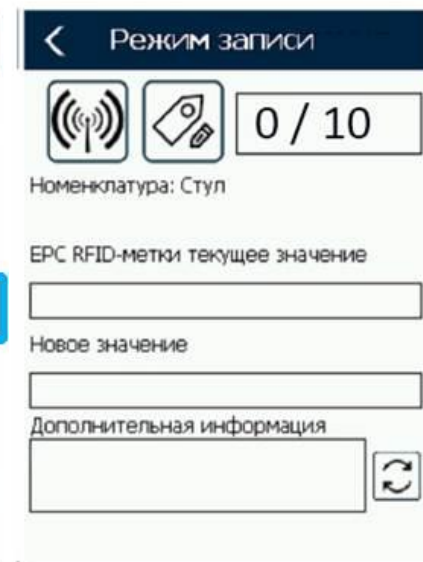 Режим записи
0 / 10
Номенклатура: Стул
EPC RFID-метки текущее значение
Новое значение
Дополнительная информация